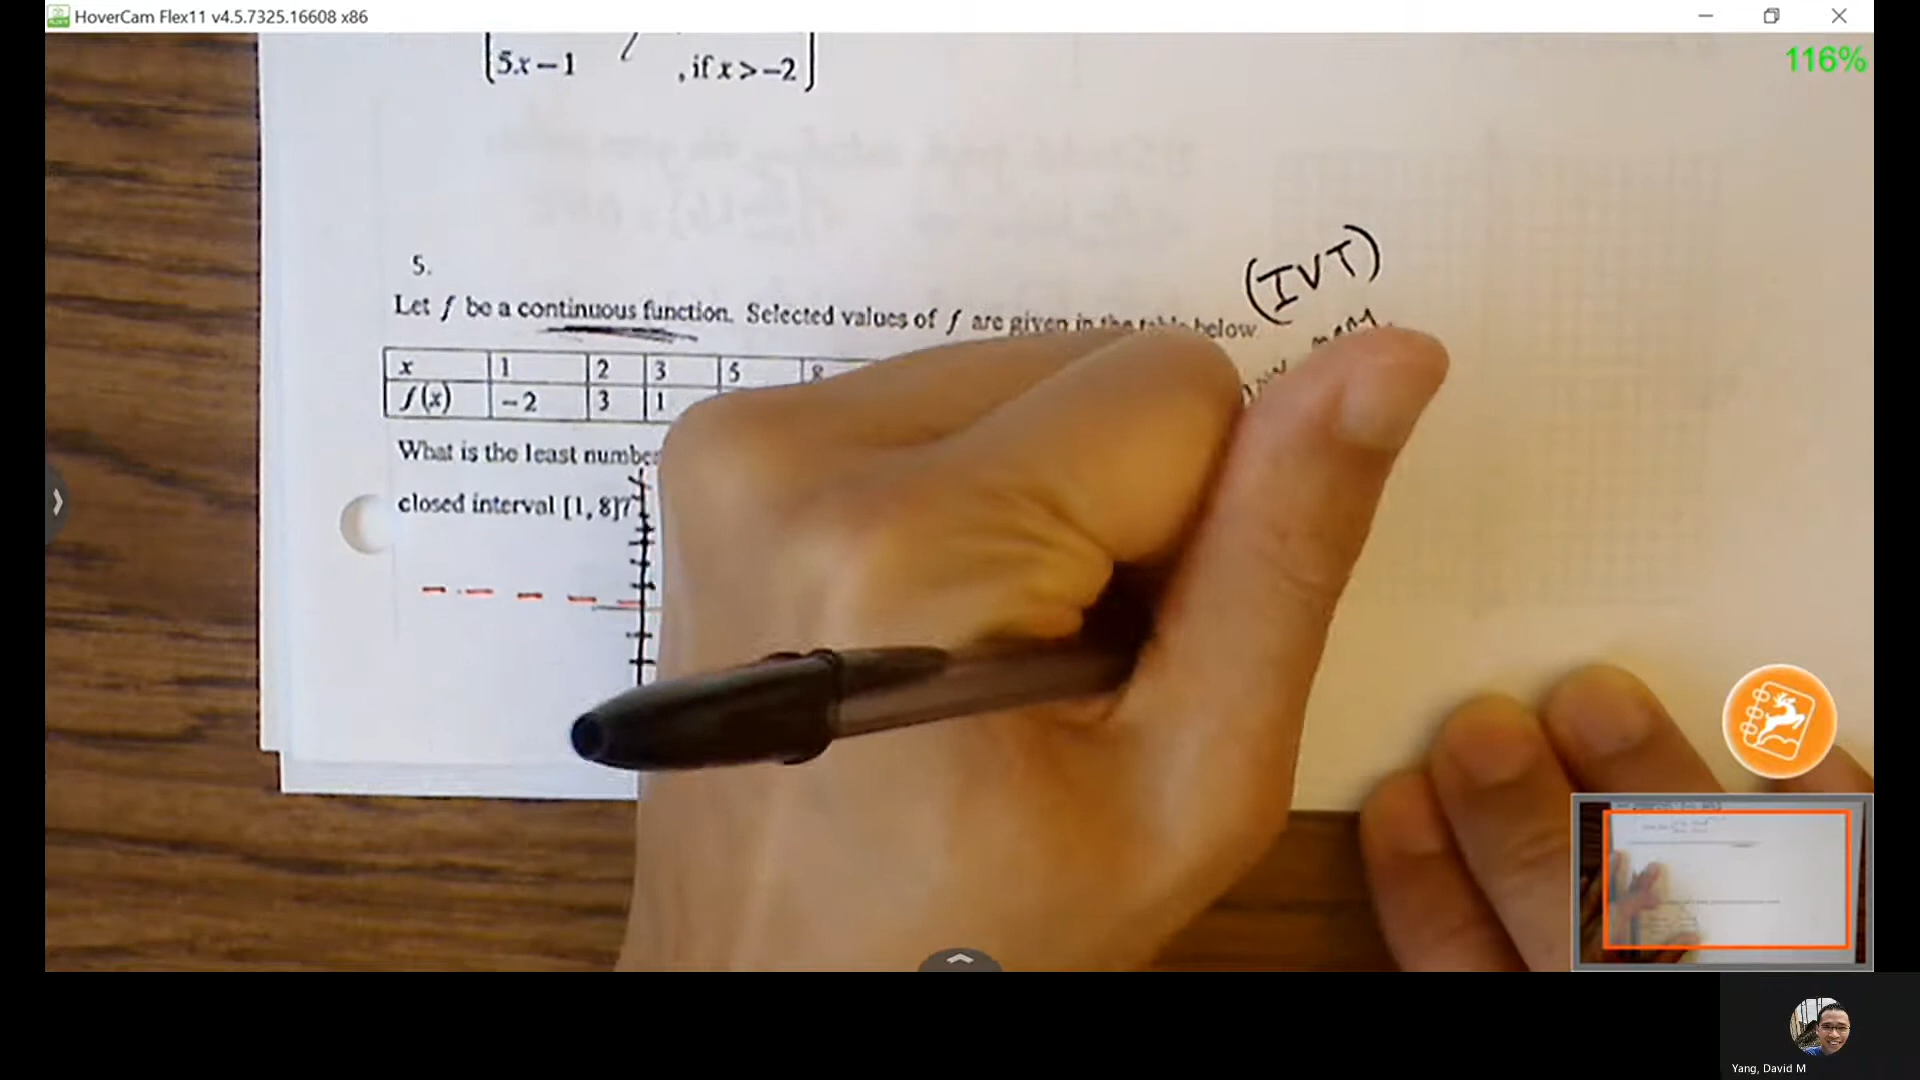 HoverCam Flex11 v4.5.7325.16608 x86
116%
5x-1 , if x>-2
(IVT)
5.
Let f be a continuous function. Selected values of f are given in the table below
many
x 1 2 3 5 8
f(x) -2 3 1
What is the least number
closed interval [1, 8]?
Yang, David M